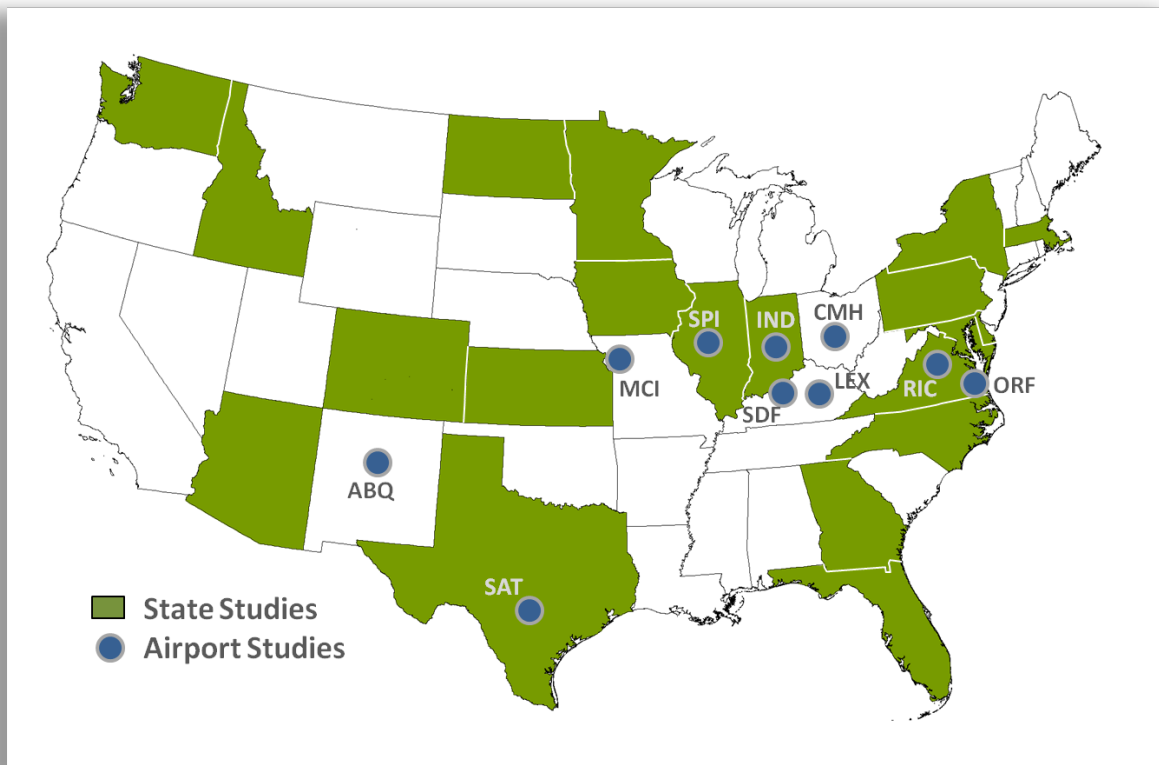 SPI
IND
CMH
MCI
SDF
LEX
RIC
ORF
ABQ
SAT
State Studies
Airport Studies